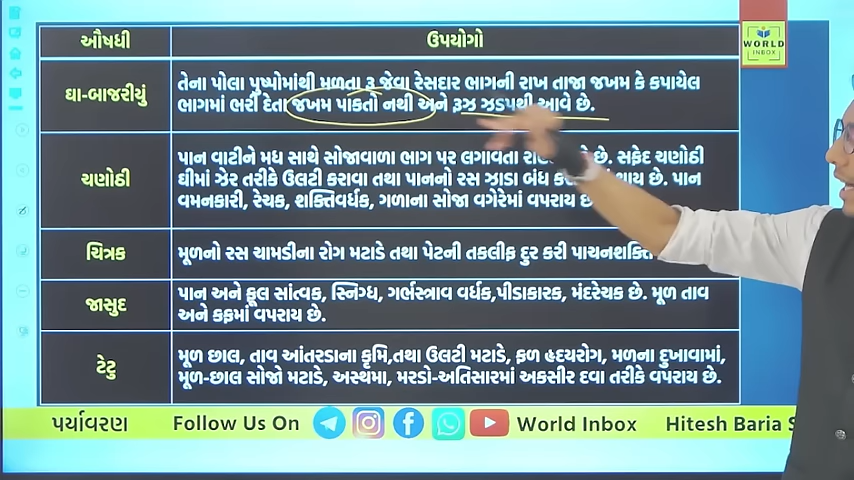 WORLD
INBOX
ઔષધી ઉપયોગો
ઘા-બાજરીયું
તેના પોલા પુષ્પોમાંથી મળતા રૂ જેવા રેસદાર ભાગની રાખ તાજા જખમ કે કપાયેલ
ભાગમાં ભરી દેતા જખમ પાકતો નથી અને રૂઝ ઝડપથી આવે છે.
ચણોઠી
પાન વાટીને મધ સાથે સોજાવાળા ભાગ પર લગાવતા છે. સફેદ ચણોઠી
ઘીમાં ઝેર તરીકે ઉલટી કરાવા તથા પાનનો રસ ઝાડા બંધ થાય છે. પાન
વમનકારી, રેચક, શક્તિવર્ધક, ગળાના સોજા વગેરેમાં વપરાય
ચિત્રક
મૂળનો રસ ચામડીના રોગ મટાડે તથા પેટની તકલીફ દુર કરી પાચનશક્તિ
જાસુદ
પાન અને ફૂલ સાંત્વક, સ્નિગ્ધ, ગર્ભસ્ત્રાવ વર્ધક,પીડાકારક, મંદરેચક છે. મૂળ તાવ
અને કફમાં વપરાય છે.
ટેટુ
મૂળ છાલ, તાવ આંતરડાના કૃમિ,તથા ઉલટી મટાડે, ફળ હૃદયરોગ, મળના દુખાવામાં,
મૂળ-છાલ સોજો મટાડે, અસ્થમા, મરડો-અતિસારમાં અકસીર દવા તરીકે વપરાય છે.
પર્યાવરણ Follow Us On World Inbox Hitesh Baria S